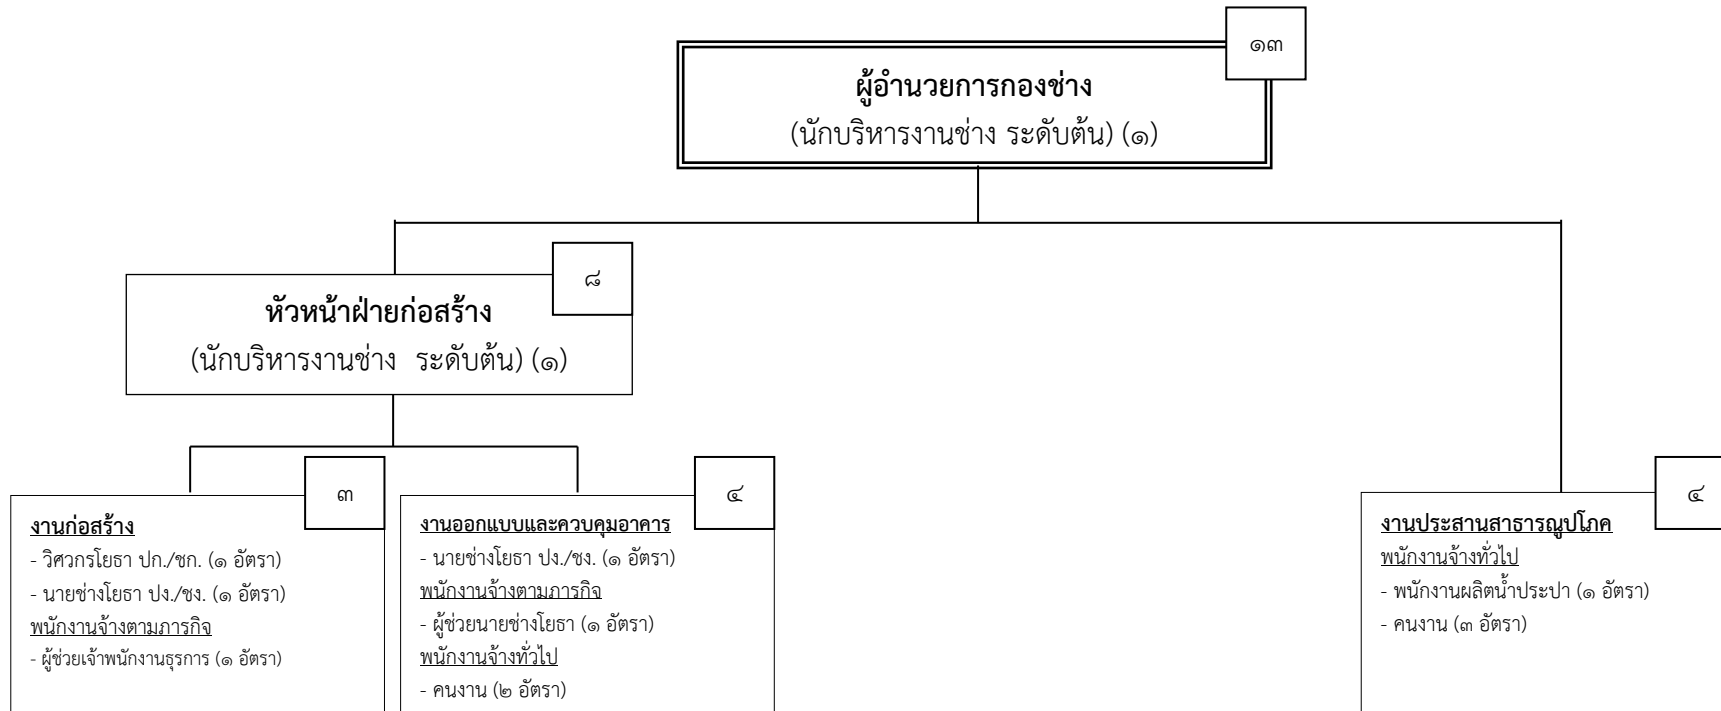 ๑๓
ผู้อำนวยการกองช่าง
(นักบริหารงานช่าง ระดับต้น) (๑)
๘
หัวหน้าฝ่ายก่อสร้าง
(นักบริหารงานช่าง ระดับต้น) (๑)
๓
งานก่อสร้าง
- วิศวกรโยธา ปก./ชก. (๑ อัตรา)
- นายช่างโยธา ปง./ชง. (๑ อัตรา)
พนักงานจ้างตามภารกิจ
- ผู้ช่วยเจ้าพนักงานธุรการ (๑ อัตรา)
๔
งานออกแบบและควบคุมอาคาร
- นายช่างโยธา ปง./ชง. (๑ อัตรา)
พนักงานจ้างตามภารกิจ
- ผู้ช่วยนายช่างโยธา (๑ อัตรา)
พนักงานจ้างทั่วไป
- คนงาน (๒ อัตรา)
๔
งานประสานสาธารณูปโภค
พนักงานจ้างทั่วไป
- พนักงานผลิตน้ำประปา (๑ อัตรา)
- คนงาน (๓ อัตรา)